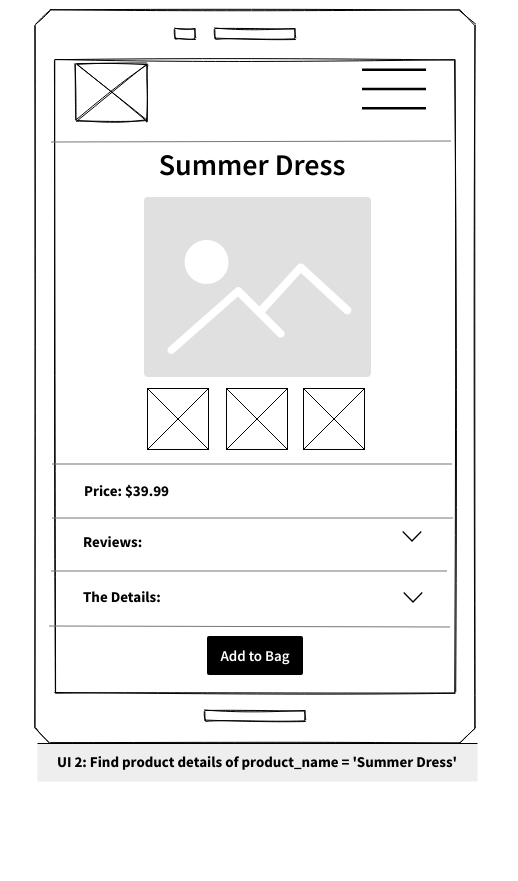 Summer Dress
Price: $39.99
Reviews:
The Details:
Add to Bag
UI 2: Find product details of product_name = 'Summer Dress'